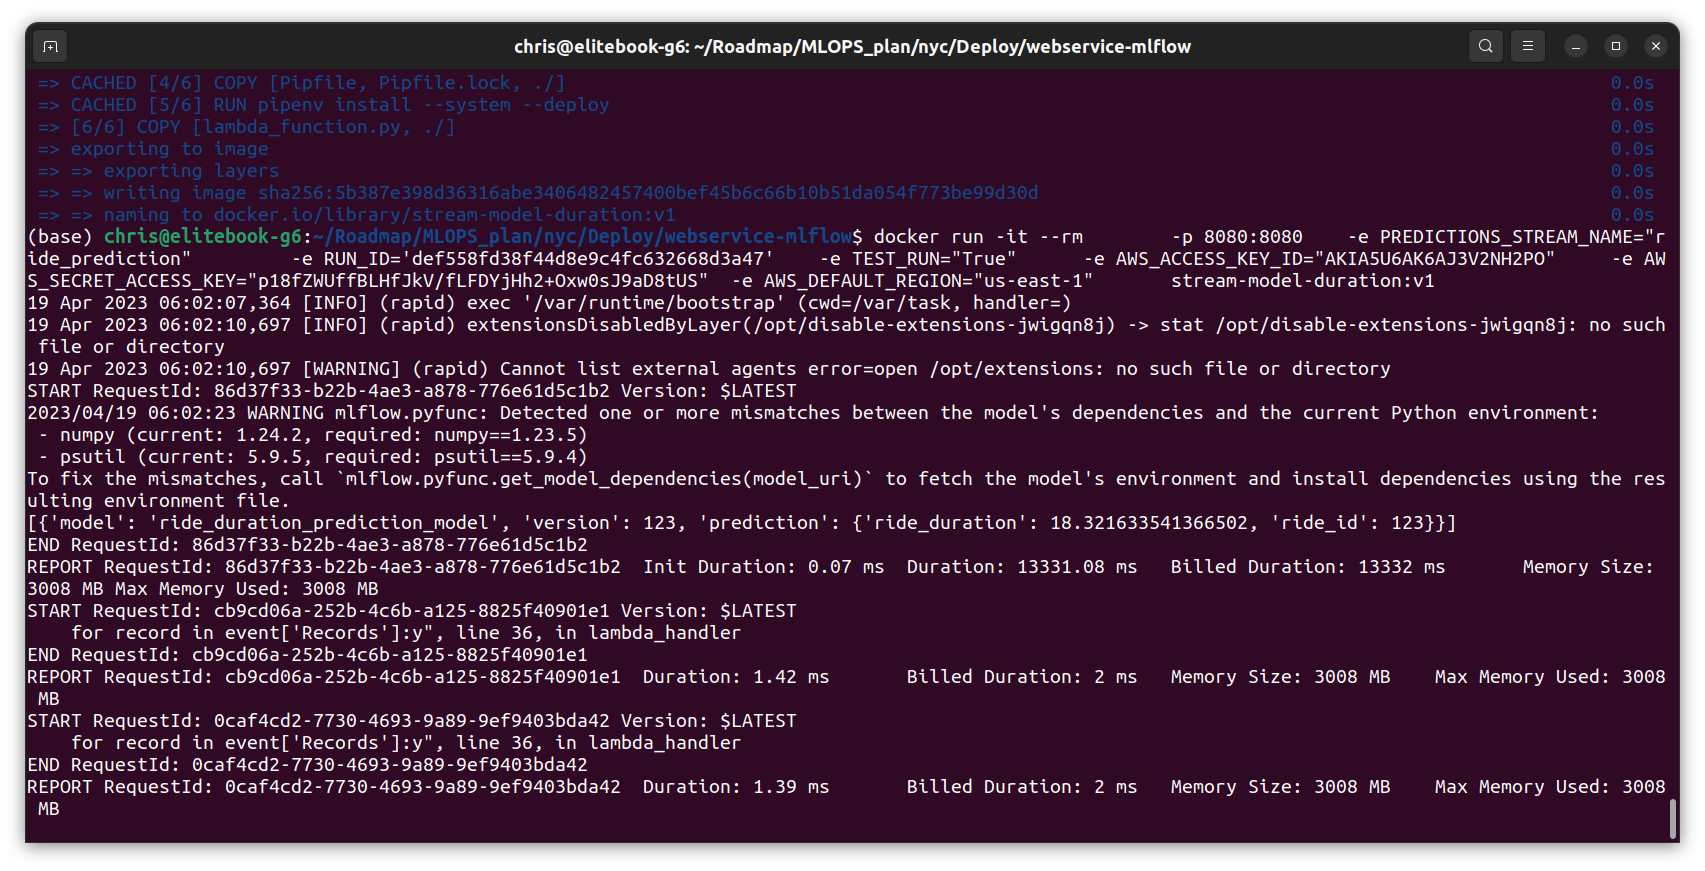 chris@elitebook-g6: ~/Roadmap/MLOPS_plan/nyc/Deploy/webservice-mlflow
=> CACHED [4/6] COPY [Pipfile, Pipfile.lock, ./] 0.0s
=> CACHED [5/6] RUN pipenv install --system --deploy 0.0s
=> [6/6] COPY [lambda_function.py, ./] 0.0s
=> exporting to image 0.0s
=> => exporting layers 0.0s
=> => writing image sha256:5b387e398d36316abe3406482457400bef45b6c66b10b51da054f773be99d30d 0.0s
=> => naming to docker.io/library/stream-model-duration:v1 0.0s
(base) chris@elitebook-g6:~/Roadmap/MLOPS_plan/nyc/Deploy/webservice-mlflow$ docker run -it --rm -p 8080:8080 -e PREDICTIONS_STREAM_NAME="r
ide_prediction" -e RUN_ID='def558fd38f44d8e9c4fc632668d3a47' -e TEST_RUN="True" -e AWS_ACCESS_KEY_ID="AKIA5U6AK6AJ3V2NH2PO" -e AW
S_SECRET_ACCESS_KEY="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" -e AWS_DEFAULT_REGION="us-east-1" stream-model-duration:v1
19 Apr 2023 06:02:07,364 [INFO] (rapid) exec '/var/runtime/bootstrap' (cwd=/var/task, handler=)
19 Apr 2023 06:02:10,697 [INFO] (rapid) extensionsDisabledByLayer(/opt/disable-extensions-jwigqn8j) -> stat /opt/disable-extensions-jwigqn8j: no such
file or directory
19 Apr 2023 06:02:10,697 [WARNING] (rapid) Cannot list external agents error=open /opt/extensions: no such file or directory
START RequestId: 86d37f33-b22b-4ae3-a878-776e61d5c1b2 Version: $LATEST
2023/04/19 06:02:23 WARNING mlflow.pyfunc: Detected one or more mismatches between the model's dependencies and the current Python environment:
- numpy (current: 1.24.2, required: numpy==1.23.5)
- psutil (current: 5.9.5, required: psutil==5.9.4)
To fix the mismatches, call `mlflow.pyfunc.get_model_dependencies(model_uri)` to fetch the model's environment and install dependencies using the res
ulting environment file.
[{'model': 'ride_duration_prediction_model', 'version': 123, 'prediction': {'ride_duration': 18.321633541366502, 'ride_id': 123}}]
END RequestId: 86d37f33-b22b-4ae3-a878-776e61d5c1b2
REPORT RequestId: 86d37f33-b22b-4ae3-a878-776e61d5c1b2 Init Duration: 0.07 ms Duration: 13331.08 ms Billed Duration: 13332 ms Memory Size:
3008 MB Max Memory Used: 3008 MB
START RequestId: cb9cd06a-252b-4c6b-a125-8825f40901e1 Version: $LATEST
for record in event['Records']:y", line 36, in lambda_handler
END RequestId: cb9cd06a-252b-4c6b-a125-8825f40901e1
REPORT RequestId: cb9cd06a-252b-4c6b-a125-8825f40901e1 Duration: 1.42 ms Billed Duration: 2 ms Memory Size: 3008 MB Max Memory Used: 3008
MB
START RequestId: 0caf4cd2-7730-4693-9a89-9ef9403bda42 Version: $LATEST
for record in event['Records']:y", line 36, in lambda_handler
END RequestId: 0caf4cd2-7730-4693-9a89-9ef9403bda42
REPORT RequestId: 0caf4cd2-7730-4693-9a89-9ef9403bda42 Duration: 1.39 ms Billed Duration: 2 ms Memory Size: 3008 MB Max Memory Used: 3008
MB